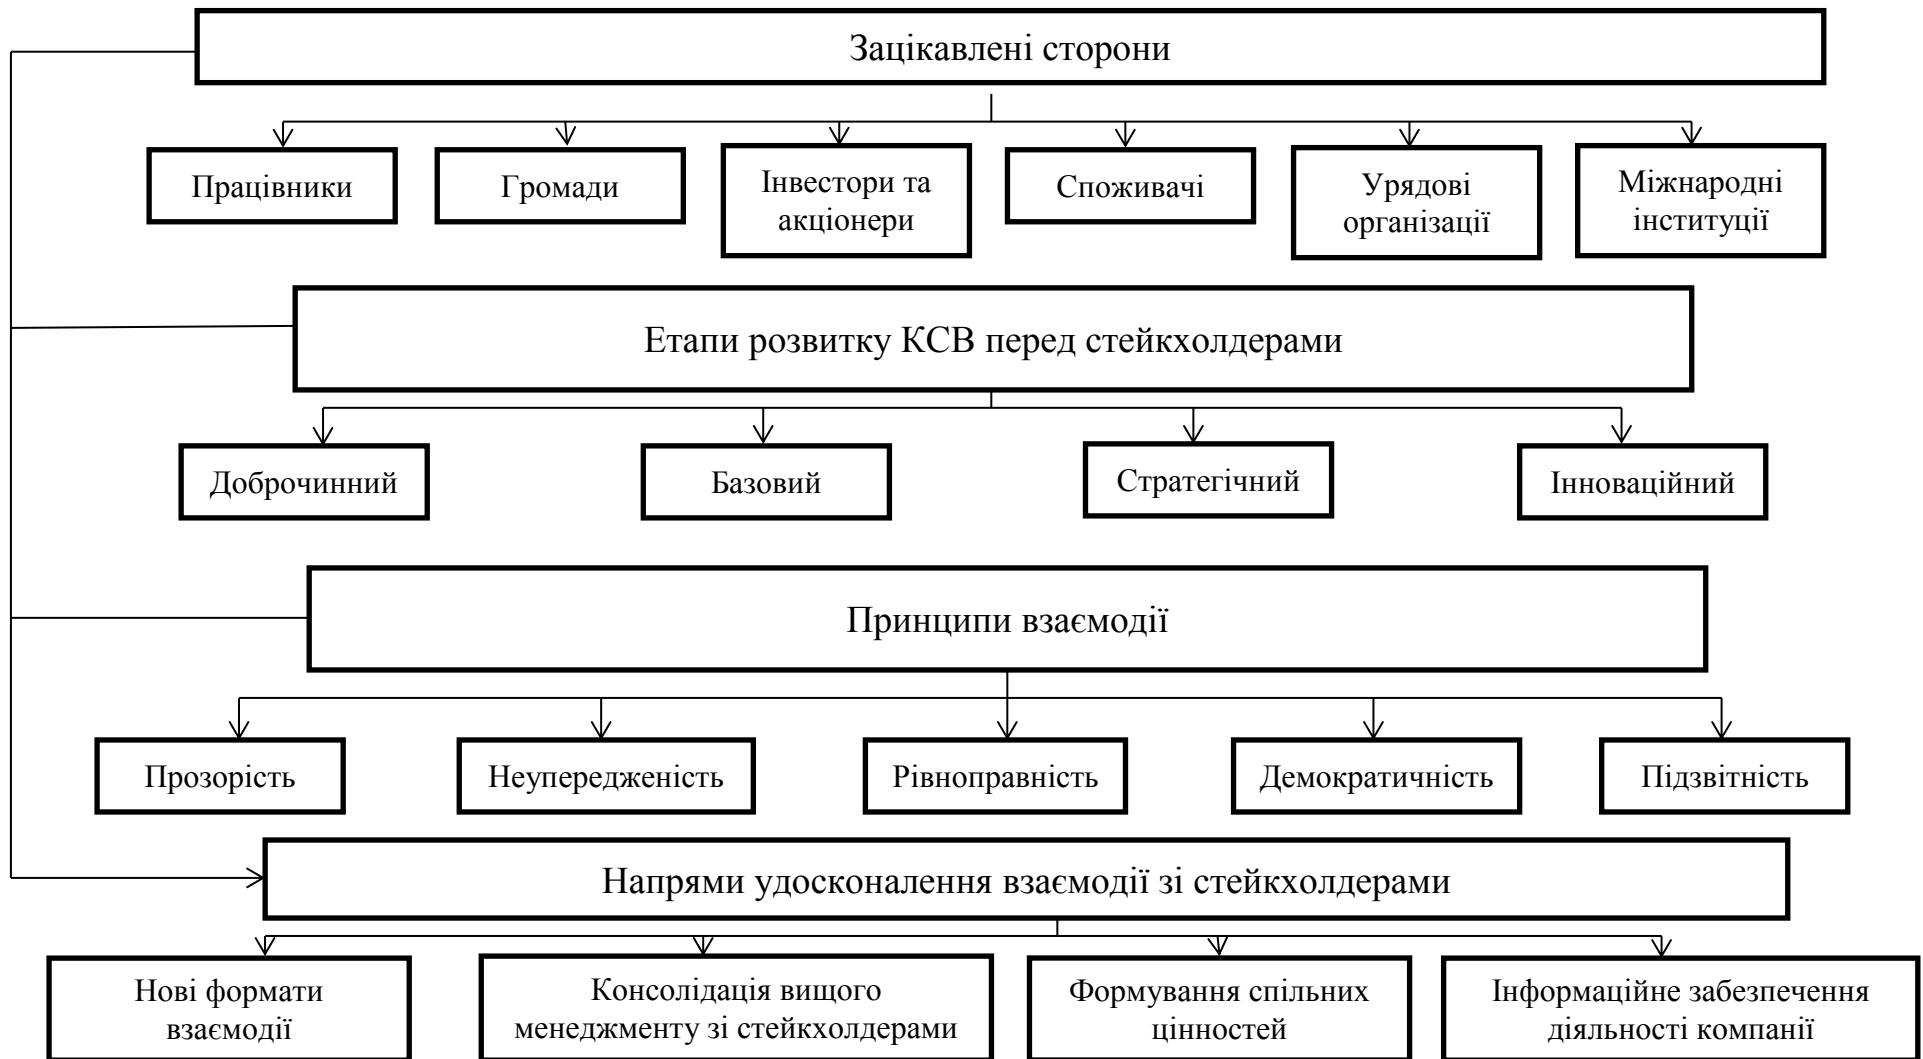 Зацікавлені сторони
Працівники
Громади
Інвестори та
акціонери
Споживачі
Урядові
організації
Міжнародні
інституції
Етапи розвитку КСВ перед стейкхолдерами
Доброчинний
Базовий
Стратегічний
Інноваційний
Принципи взаємодії
Прозорість
Неупередженість
Рівноправність
Демократичність
Підзвітність
Напрями удосконалення взаємодії зі стейкхолдерами
Нові формати
взаємодії
Консолідація вищого
менеджменту зі стейкхолдерами
Формування спільних
цінностей
Інформаційне забезпечення
діяльності компанії